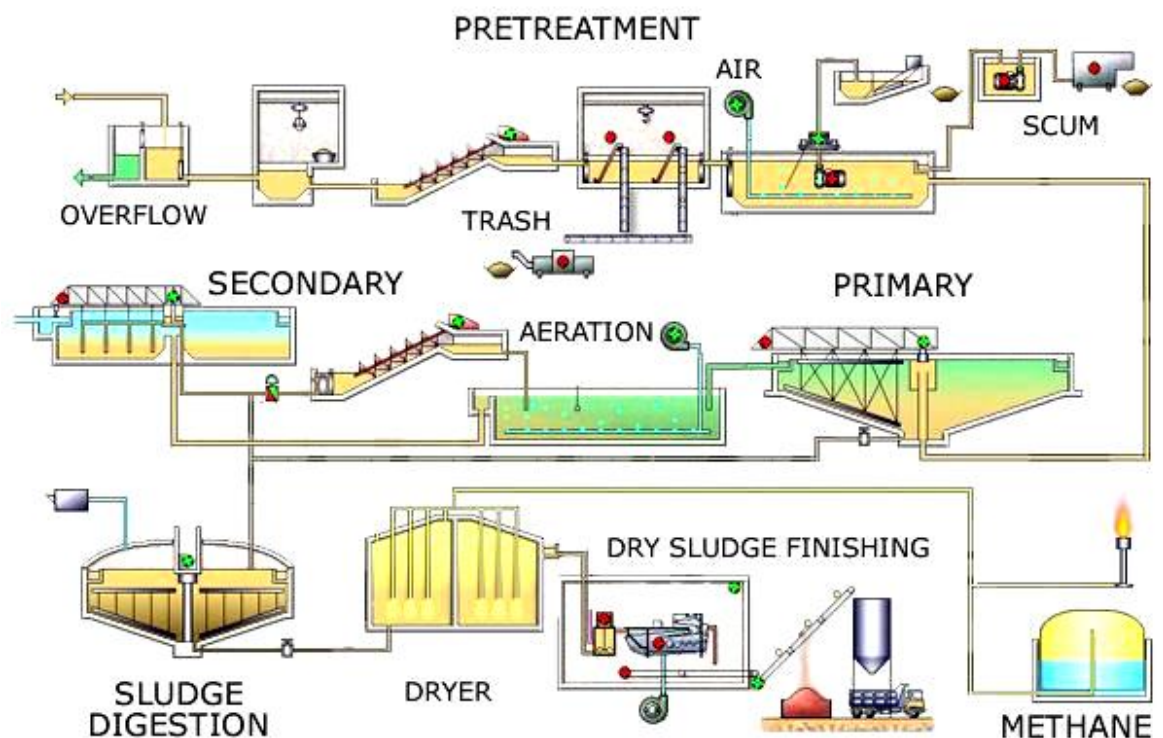 PRETREATMENT
AIR
SCUM
OVERFLOW
TRASH
SECONDARY
PRIMARY
AERATION
DRY SLUDGE FINISHING
SLUDGE
DIGESTION
DRYER
METHANE